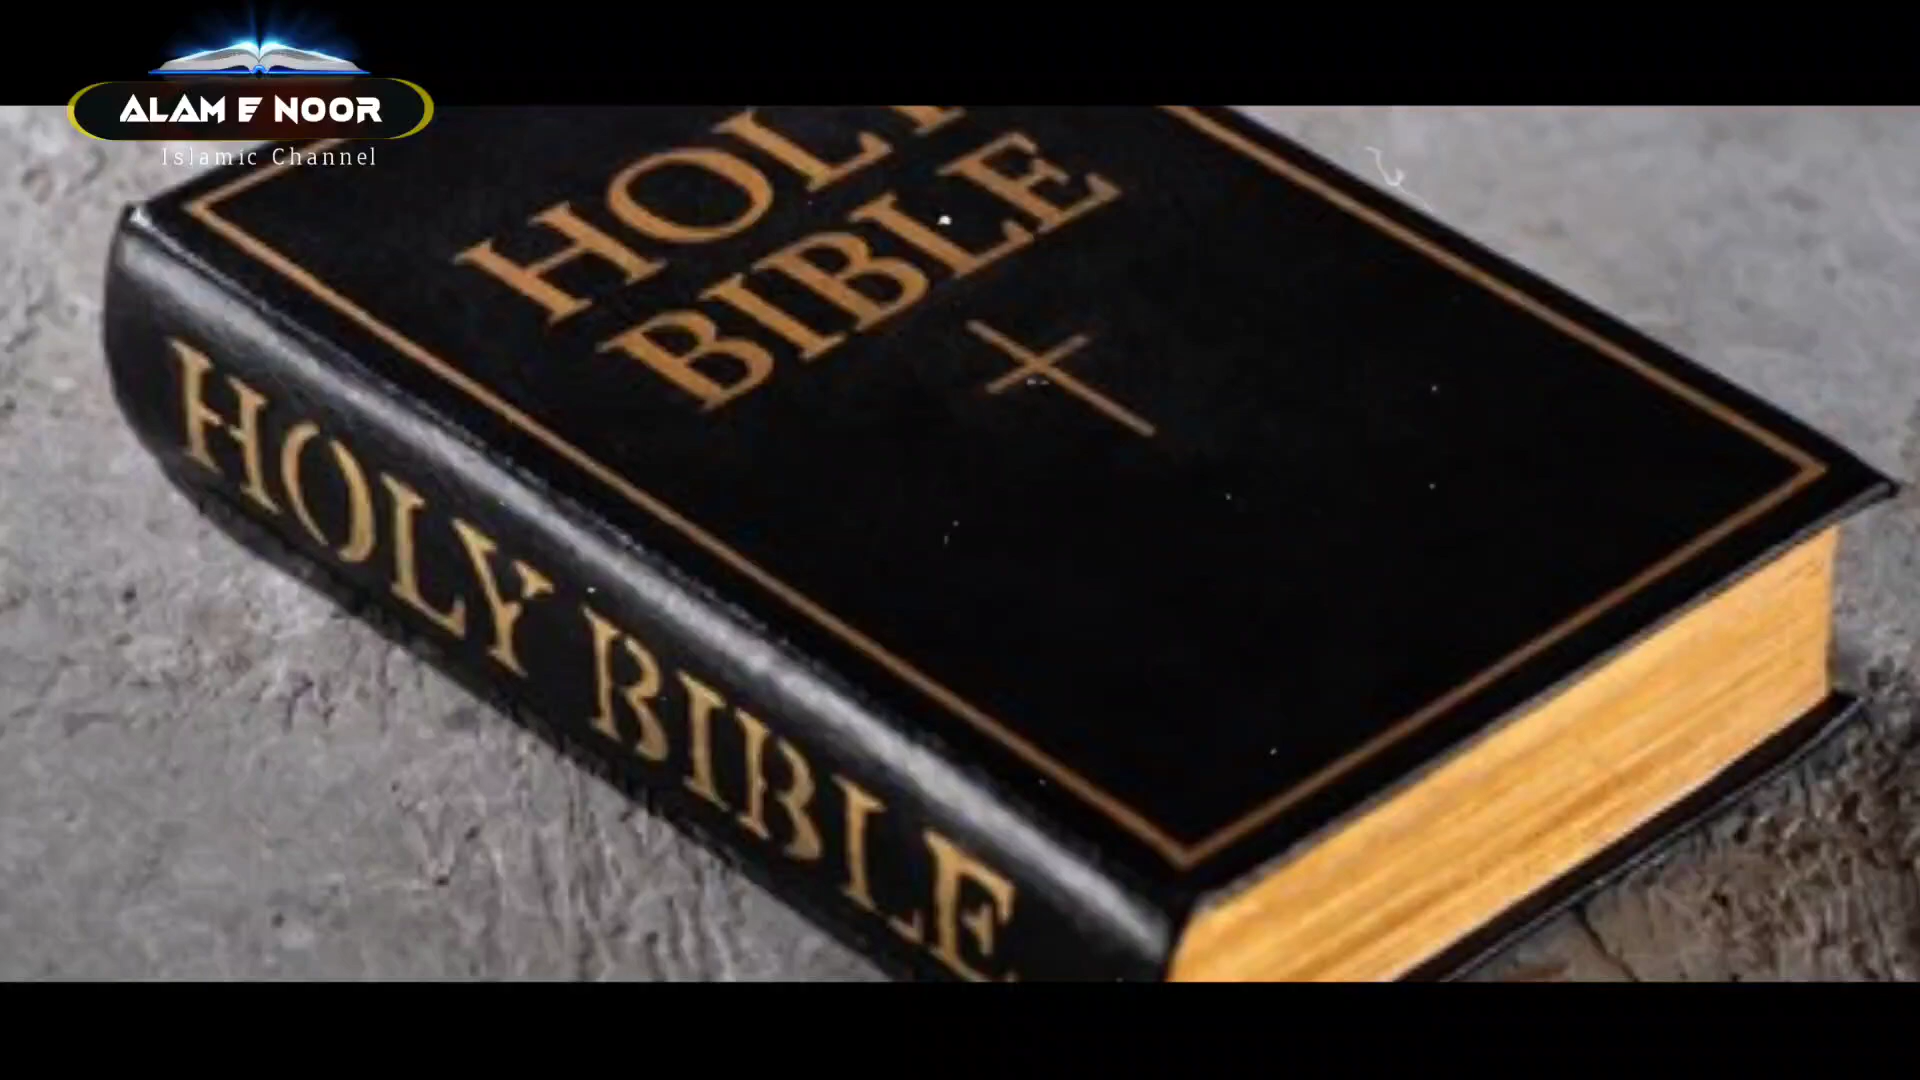 ALAM E NOOR
Islamic Channel
HOLY
BIBLE
HOLY BIBLE